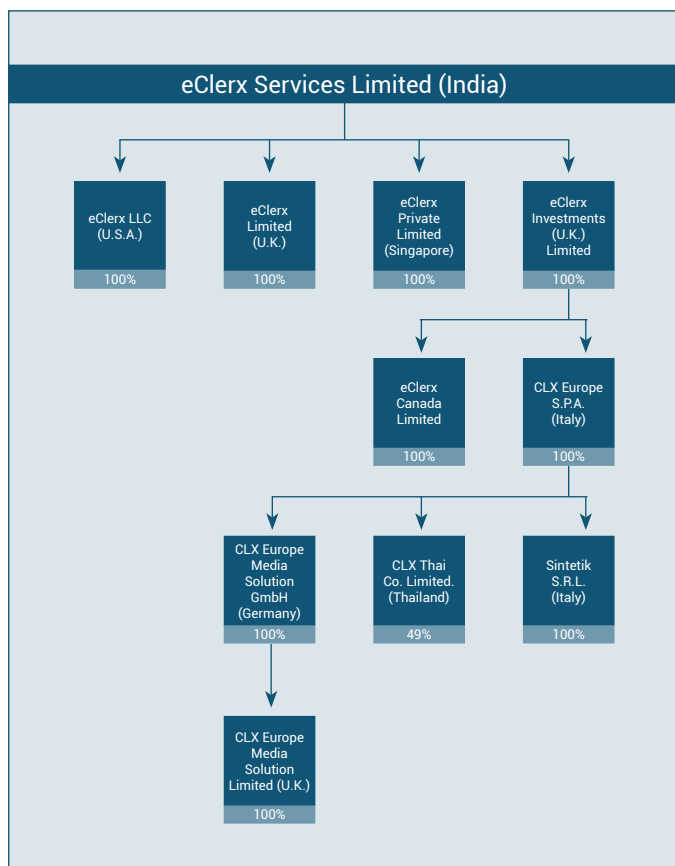 eClerx Services Limited (India)
eClerx LLC
(U.S.A.)
100%
eClerx
Limited
(U.K.)
100%
eClerx
Private
Limited
(Singapore)
100%
eClerx
Investments
(U.K.)
Limited
100%
eClerx
Canada
Limited
100%
CLX Europe
S.P.A.
(Italy)
100%
CLX Europe
Media
Solution
GmbH
(Germany)
100%
CLX Thai
Co. Limited.
(Thailand)
49%
Sintetik
S.R.L.
(Italy)
100%
CLX Europe
Media
Solution
Limited (U.K.)
100%